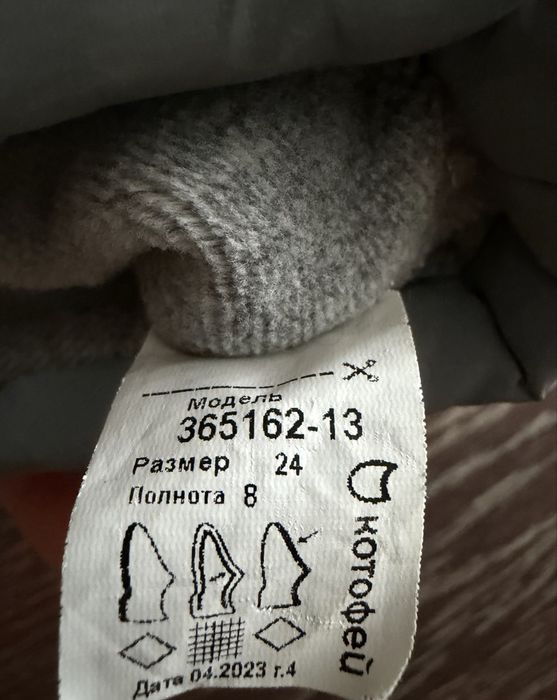 Модель
365162-13
Размер 24
Полнота 8
котофей
Дата 04.2023 г.4